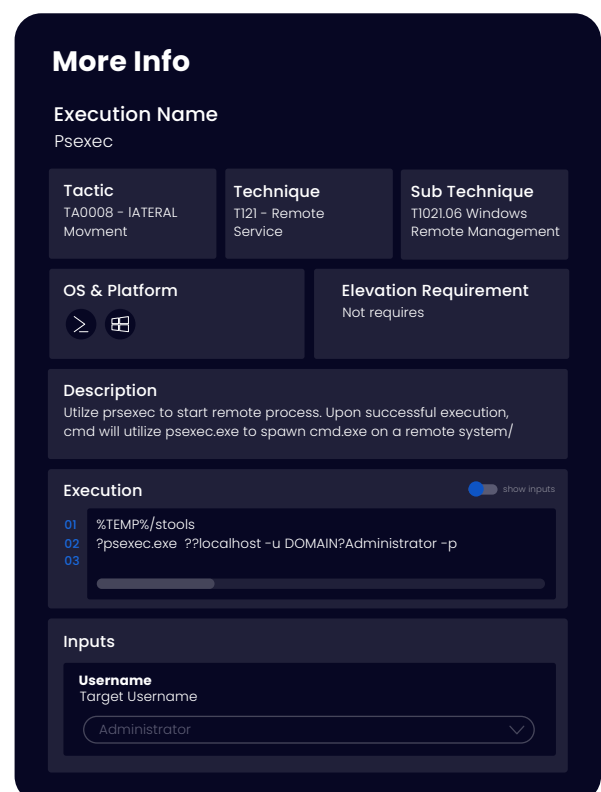 More Info
Execution Name
Psexec
Tactic
TA0008 - lATERAL
Movment
Technique
T121 - Remote
Service
Sub Technique
T1021.06 Windows
Remote Management
OS & Platform
Elevation Requirement
Not requires
Description
Utilze prsexec to start remote process. Upon successful execution,
cmd will utilize psexec.exe to spawn cmd.exe on a remote system/
Execution
show inputs
01 %TEMP%/stools
02 ?psexec.exe ??localhost -u DOMAIN?Administrator -p
03
Inputs
Username
Target Username
Administrator